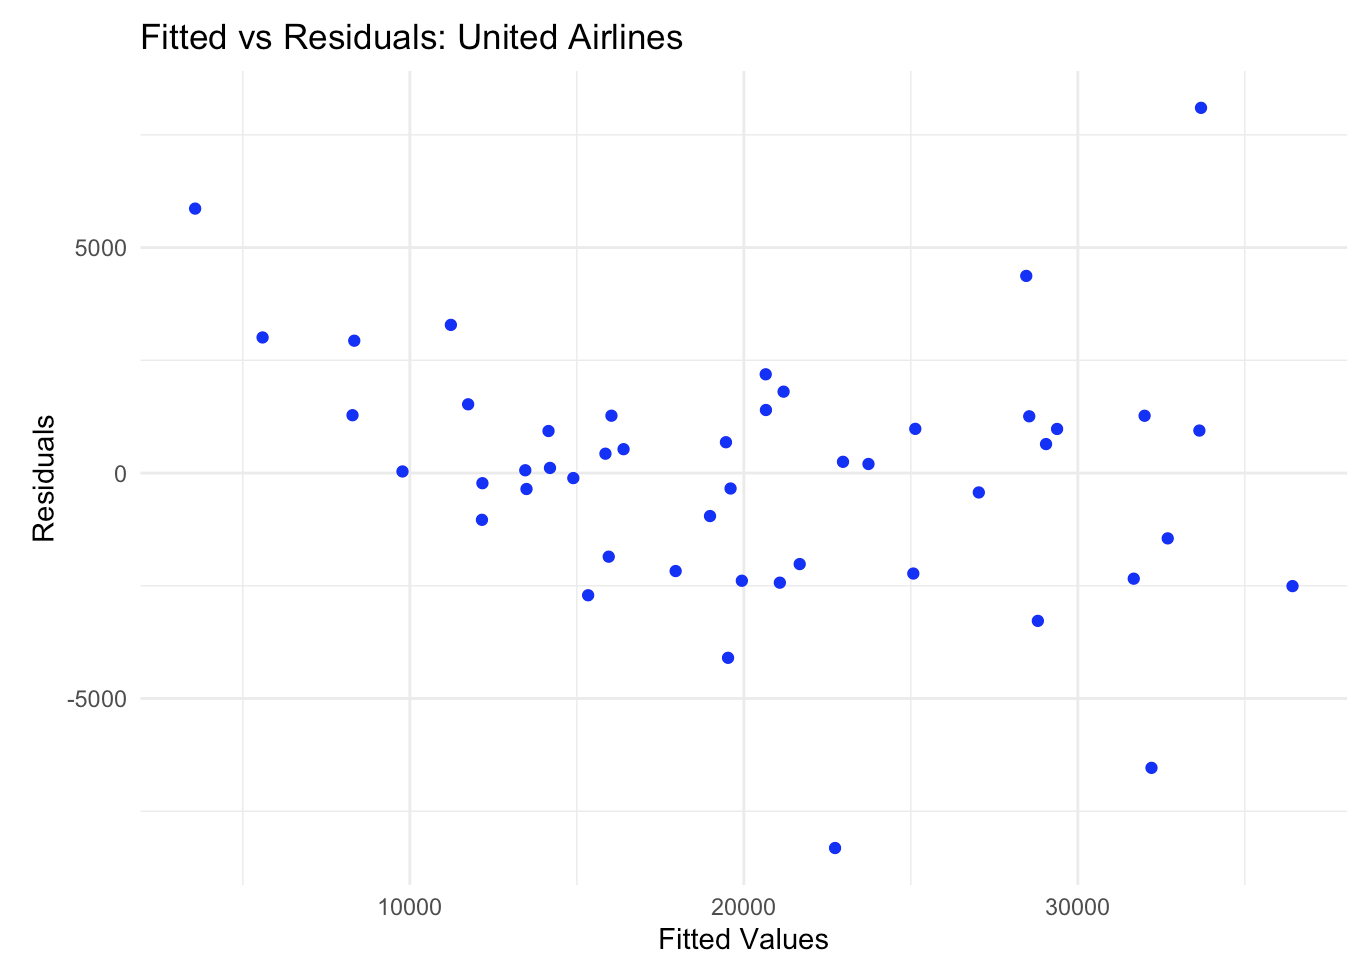 Fitted vs Residuals: United Airlines
5000
0
-5000
Residuals
10000 20000 30000
Fitted Values